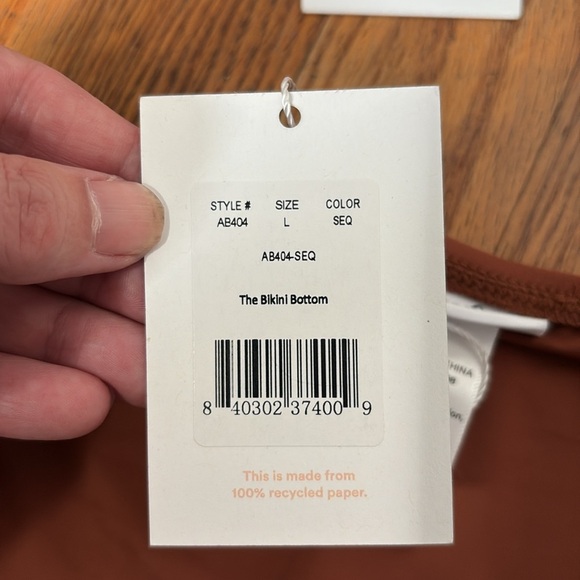 STYLE # SIZE COLOR
AB404 L SEQ
AB404-SEQ
The Bikini Bottom
8 40302 37400 9
This is made from
100% recycled paper.